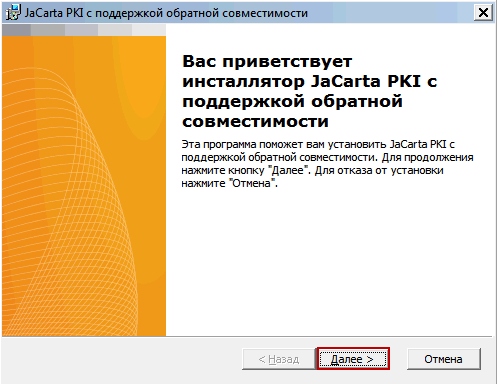 JaCarta PKI с поддержкой обратной совместимости
Вас приветствует
инсталлятор JaCarta PKI с
поддержкой обратной
совместимости
Эта программа поможет вам установить JaCarta PKI с
поддержкой обратной совместимости. Для продолжения
нажмите кнопку "Далее". Для отказа от установки
нажмите "Отмена".
< Назад Далее > Отмена